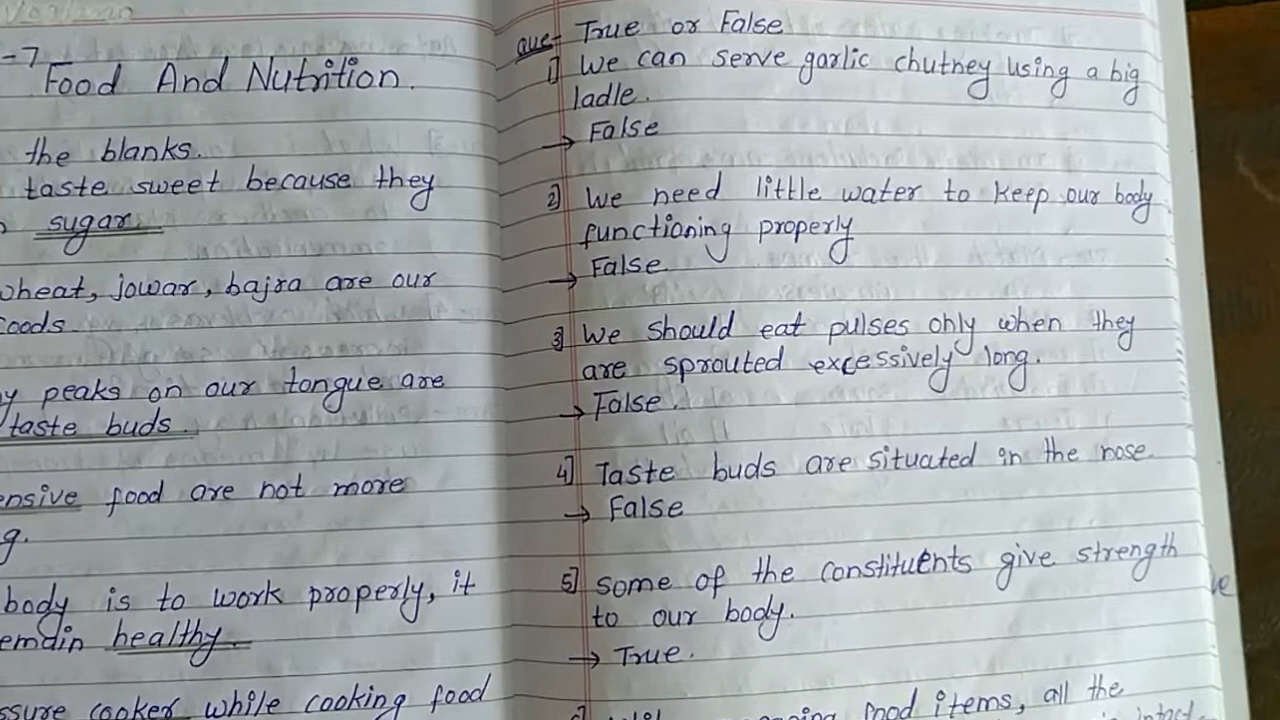 -7
Food And Nutrition.
the blanks.
taste sweet because they
sugar.
wheat, jowar, bajra are our
foods.
peaks on our tongue are
taste buds.
food are not more
g.
body is to work properly, it
healthy.
cooker while cooking food
que- True or False
1] We can serve garlic chutney using a big
ladle.
→ False
2] We need little water to keep our body
functioning properly
→ False.
3] We should eat pulses only when they
are sprouted excessively long.
→ False.
4] Taste buds are situated in the nose.
→ False
5] Some of the constituents give strength
to our body.
→ True.
food items, all the